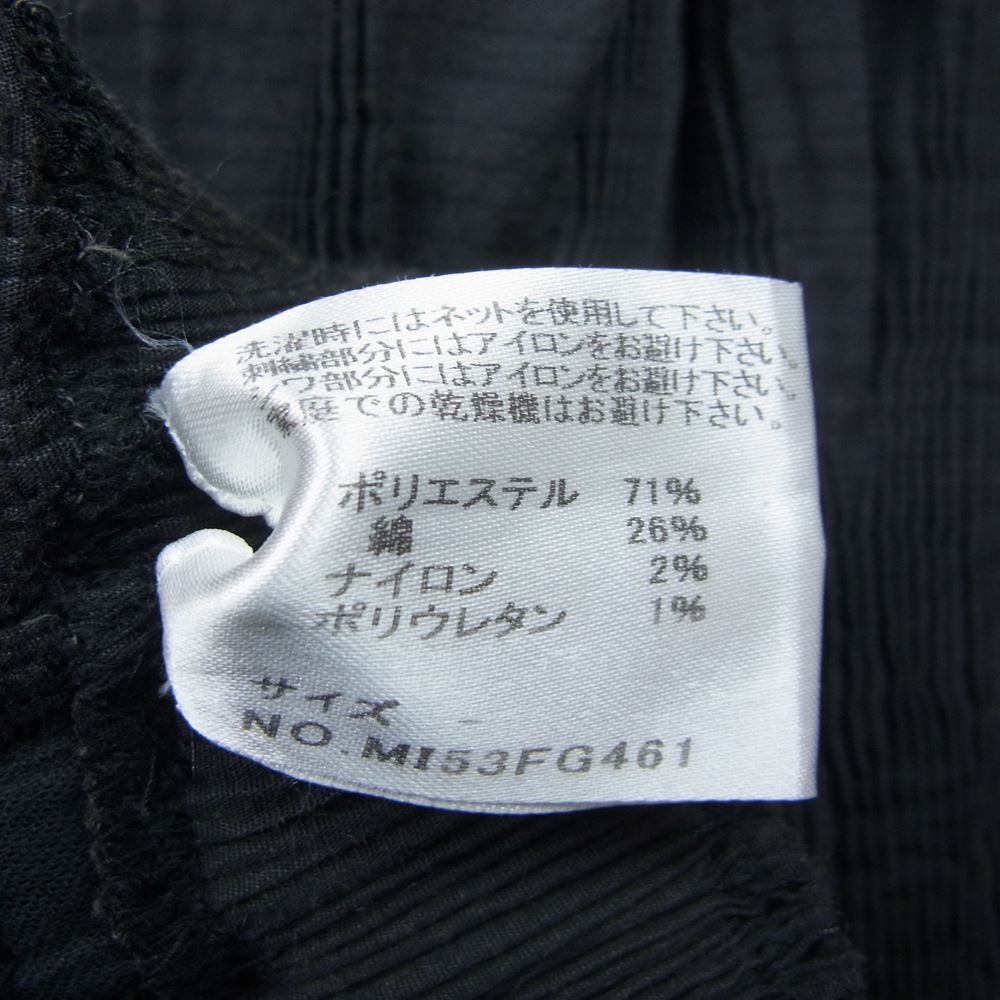 洗濯時にはネットを使用して下さい。
刺繍部分にはアイロンをお避け下さい。
シワ部分にはアイロンをお避け下さい。
家庭での乾燥機はお避け下さい。
ポリエステル 71%
綿 26%
ナイロン 2%
ポリウレタン 1%
サイズ -
NO.MI53FG461